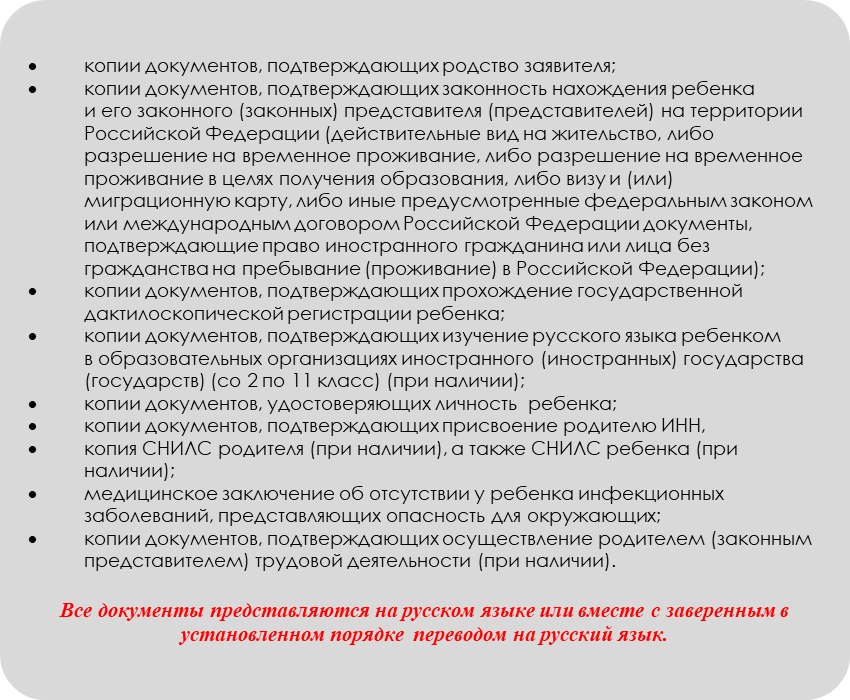 • копии документов, подтверждающих родство заявителя;
• копии документов, подтверждающих законность нахождения ребенка
и его законного (законных) представителя (представителей) на территории
Российской Федерации (действительные вид на жительство, либо
разрешение на временное проживание, либо разрешение на временное
проживание в целях получения образования, либо визу и (или)
миграционную карту, либо иные предусмотренные федеральным законом
или международным договором Российской Федерации документы,
подтверждающие право иностранного гражданина или лица без
гражданства на пребывание (проживание) в Российской Федерации);
• копии документов, подтверждающих прохождение государственной
дактилоскопической регистрации ребенка;
• копии документов, подтверждающих изучение русского языка ребенком
в образовательных организациях иностранного (иностранных) государства
(государств) (со 2 по 11 класс) (при наличии);
• копии документов, удостоверяющих личность ребенка;
• копии документов, подтверждающих присвоение родителю ИНН,
• копия СНИЛС родителя (при наличии), а также СНИЛС ребенка (при
наличии);
• медицинское заключение об отсутствии у ребенка инфекционных
заболеваний, представляющих опасность для окружающих;
• копии документов, подтверждающих осуществление родителем (законным
представителем) трудовой деятельности (при наличии).
Все документы представляются на русском языке или вместе с заверенным в
установленном порядке переводом на русский язык.